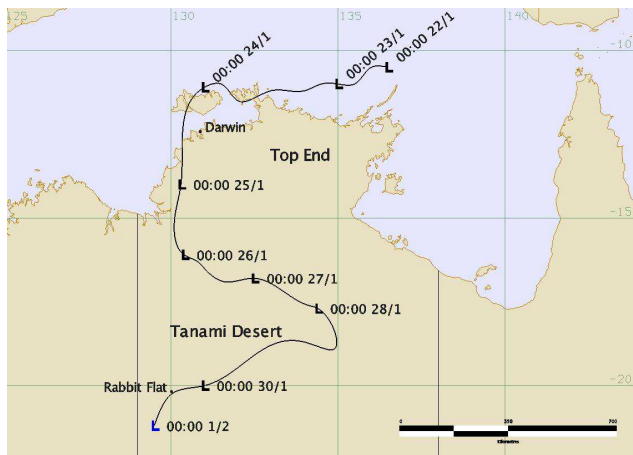 125
130
135
140
-10
00:00 24/1
00:00 23/1
00:00 22/1
Darwin
Top End
00:00 25/1
-15
00:00 26/1
00:00 27/1
00:00 28/1
Tanami Desert
-20
Rabbit Flat
00:00 30/1
00:00 1/2
L
L
L
L
L
L
L
L
L
0
350
700
Kilometres